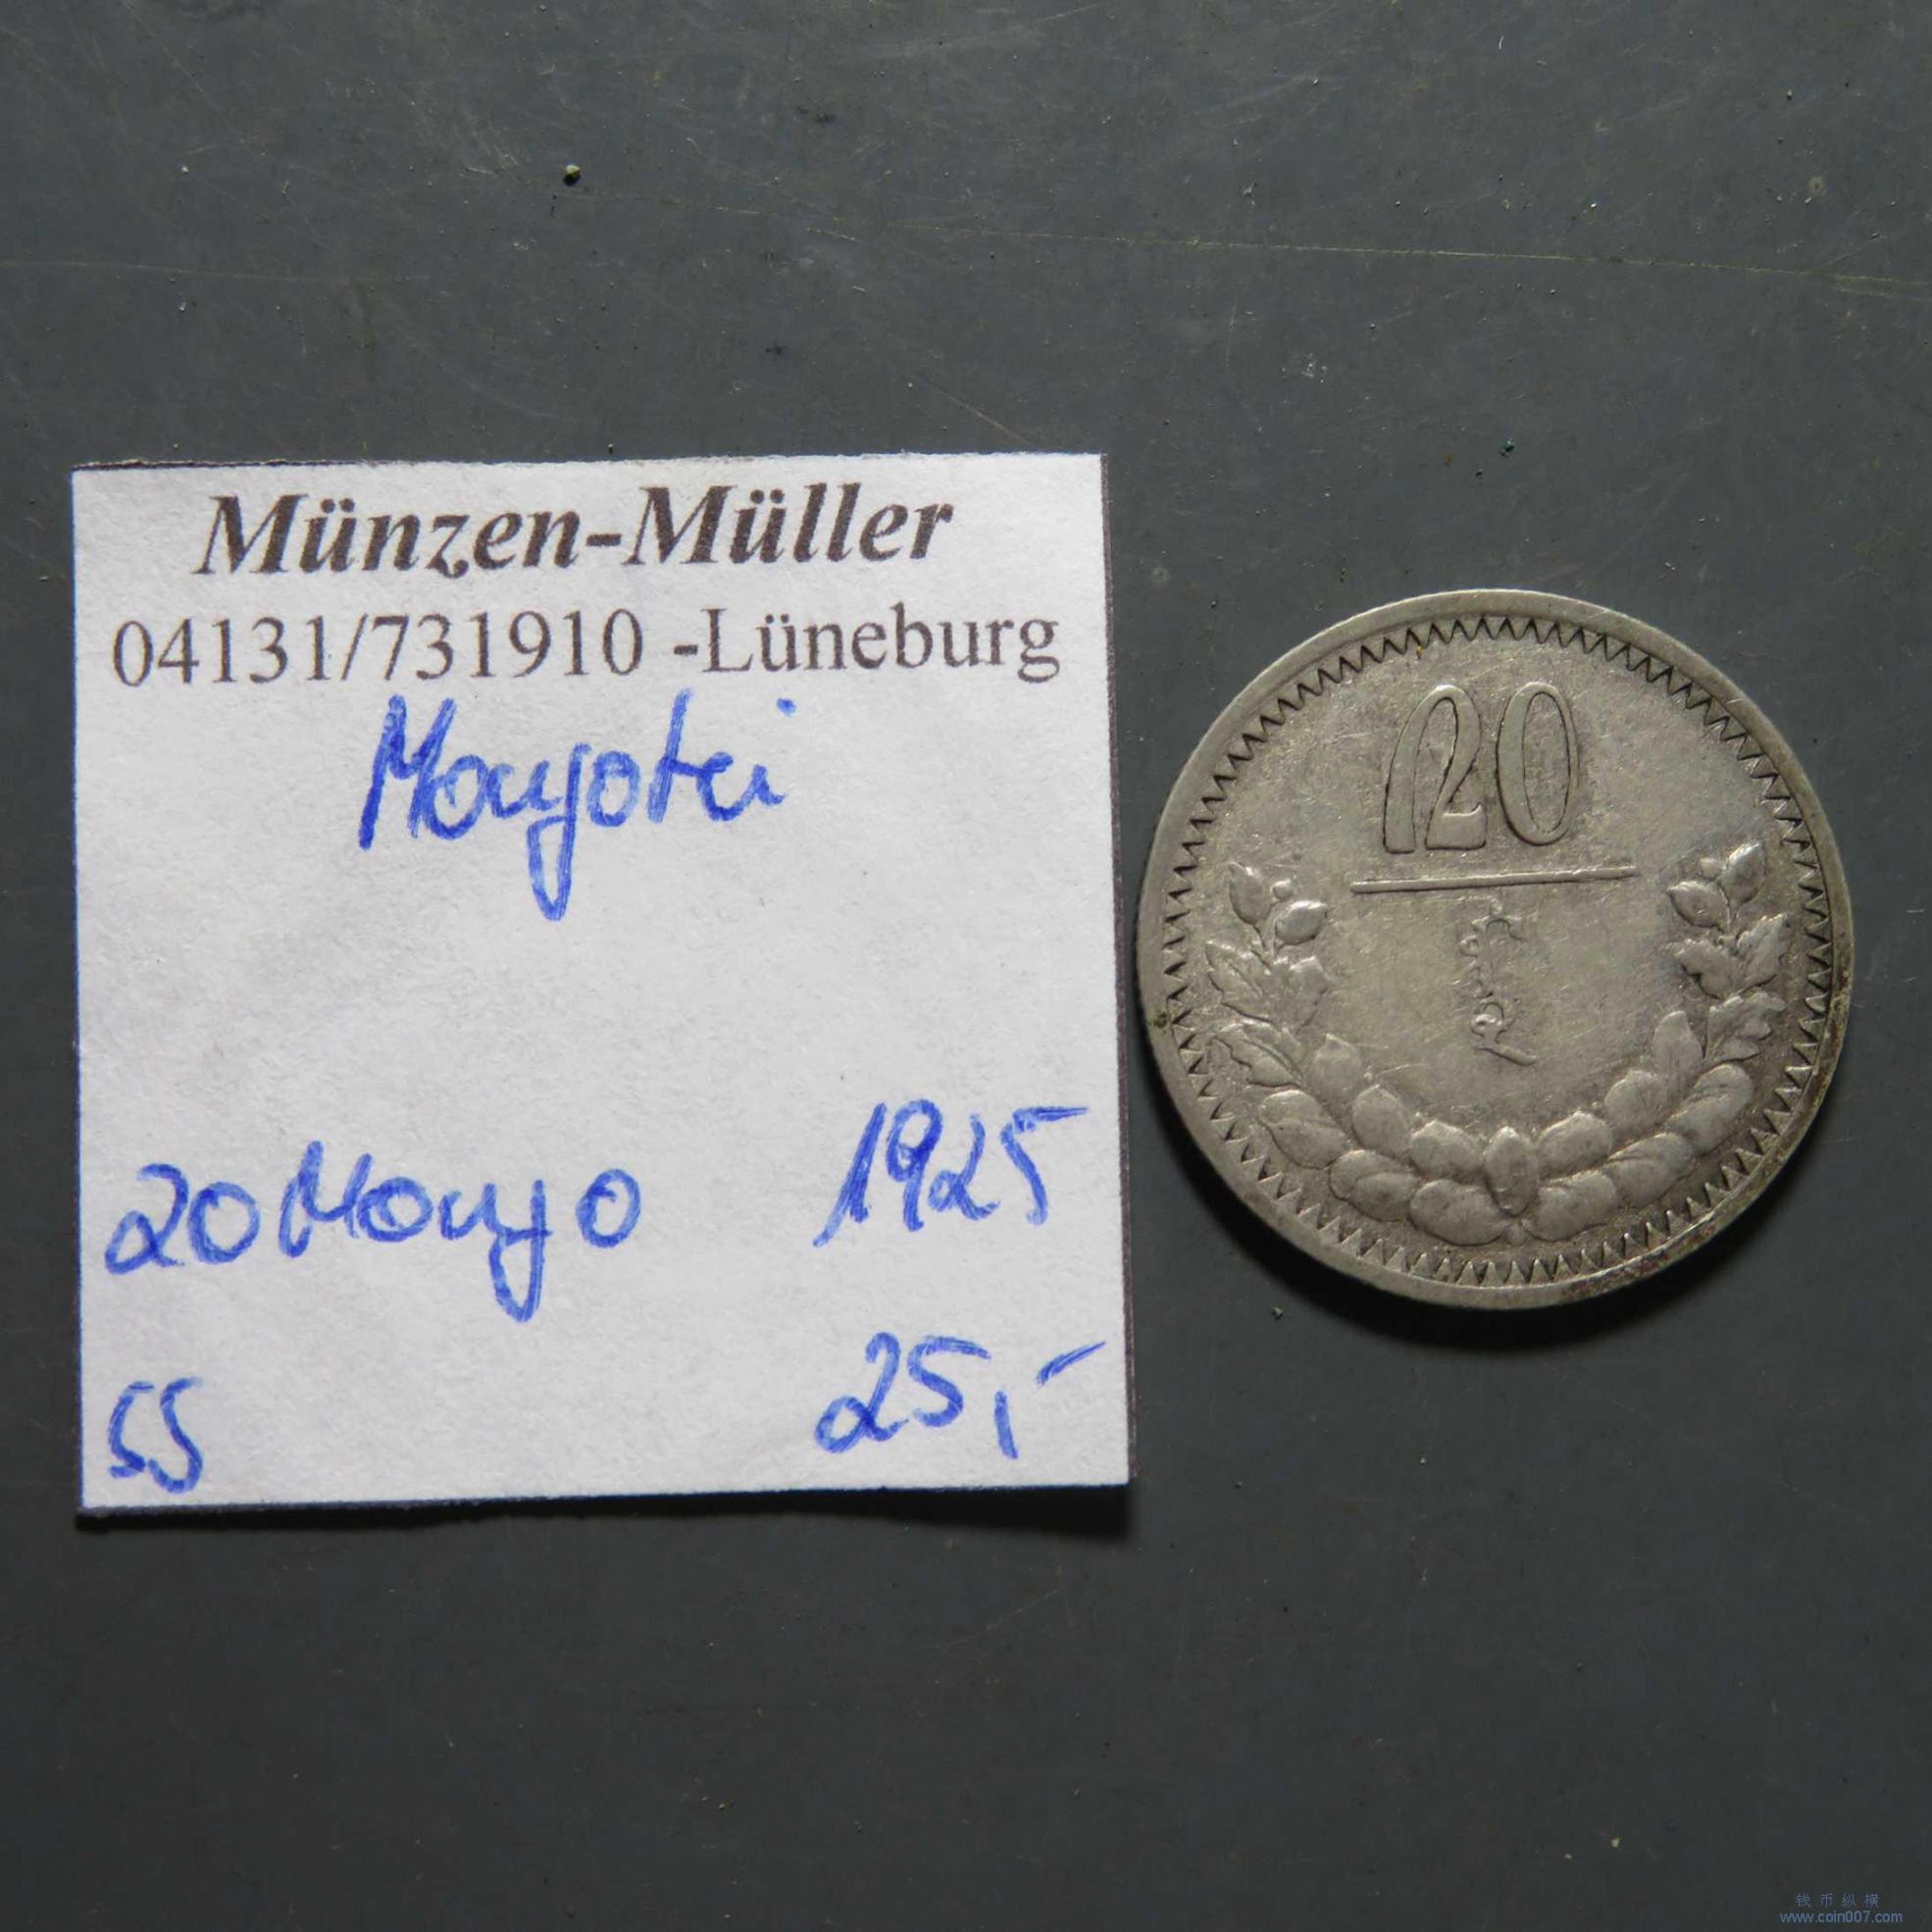 Münzen-Müller
04131/731910 -Lüneburg
Mongolei
20 Mongo 1925
SS 25,-
20
钱币纵横
www.coin007.com